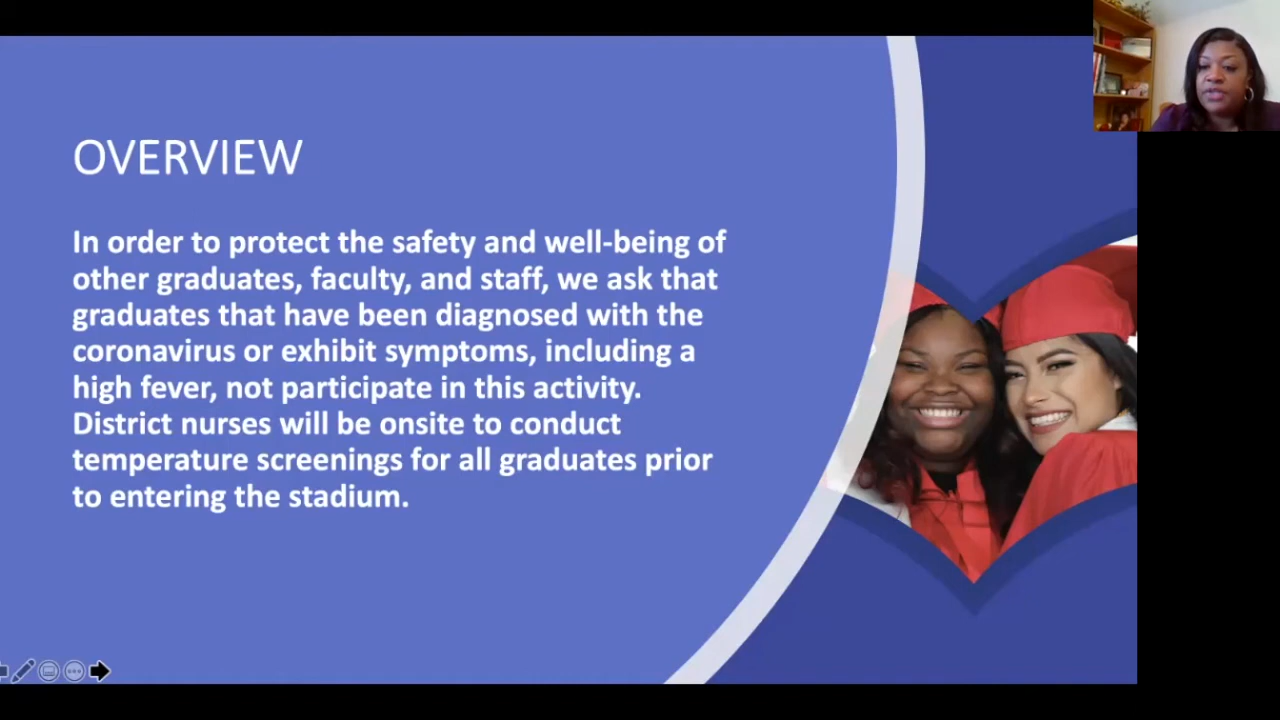 OVERVIEW
In order to protect the safety and well-being of
other graduates, faculty, and staff, we ask that
graduates that have been diagnosed with the
coronavirus or exhibit symptoms, including a
high fever, not participate in this activity.
District nurses will be onsite to conduct
temperature screenings for all graduates prior
to entering the stadium.